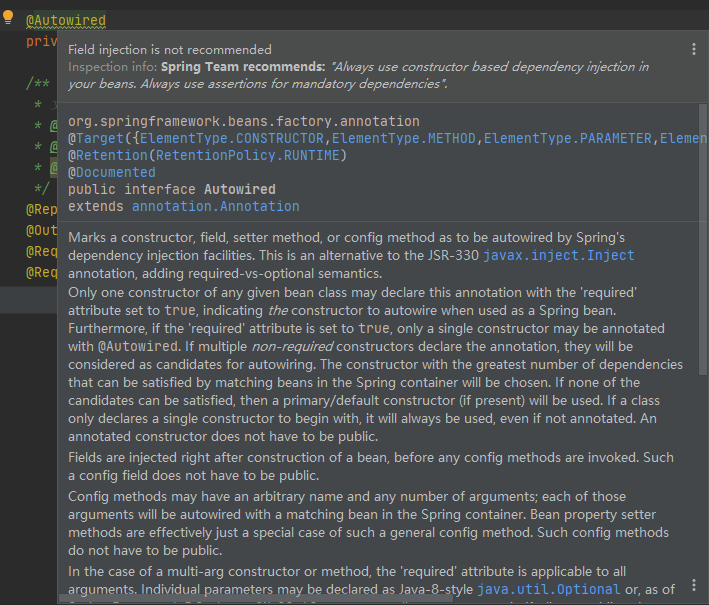 @Autowired
priv
Field injection is not recommended
Inspection info: Spring Team recommends: "Always use constructor based dependency injection in
your beans. Always use assertions for mandatory dependencies".
/**
*
* @
* @
* @
*/
@Rep
@Out
@Req
@Req
org.springframework.beans.factory.annotation
@Target({ElementType.CONSTRUCTOR,ElementType.METHOD,ElementType.PARAMETER,Elemen
@Retention(RetentionPolicy.RUNTIME)
@Documented
public interface Autowired
extends annotation.Annotation
Marks a constructor, field, setter method, or config method as to be autowired by Spring's
dependency injection facilities. This is an alternative to the JSR-330 javax.inject.Inject
annotation, adding required-vs-optional semantics.
Only one constructor of any given bean class may declare this annotation with the 'required'
attribute set to true, indicating the constructor to autowire when used as a Spring bean.
Furthermore, if the 'required' attribute is set to true, only a single constructor may be annotated
with @Autowired. If multiple non-required constructors declare the annotation, they will be
considered as candidates for autowiring. The constructor with the greatest number of dependencies
that can be satisfied by matching beans in the Spring container will be chosen. If none of the
candidates can be satisfied, then a primary/default constructor (if present) will be used. If a class
only declares a single constructor to begin with, it will always be used, even if not annotated. An
annotated constructor does not have to be public.
Fields are injected right after construction of a bean, before any config methods are invoked. Such
a config field does not have to be public.
Config methods may have an arbitrary name and any number of arguments; each of those
arguments will be autowired with a matching bean in the Spring container. Bean property setter
methods are effectively just a special case of such a general config method. Such config methods
do not have to be public.
In the case of a multi-arg constructor or method, the 'required' attribute is applicable to all
arguments. Individual parameters may be declared as Java-8-style java.util.Optional or, as of